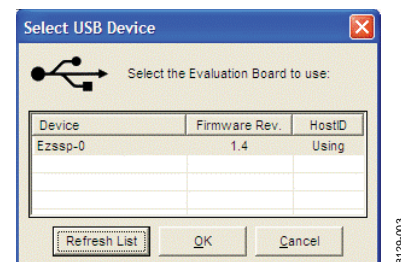 Select USB Device
Select the Evaluation Board to use:
Device Firmware Rev. HostID
Ezssp-0 1.4 Using
Refresh List OK Cancel